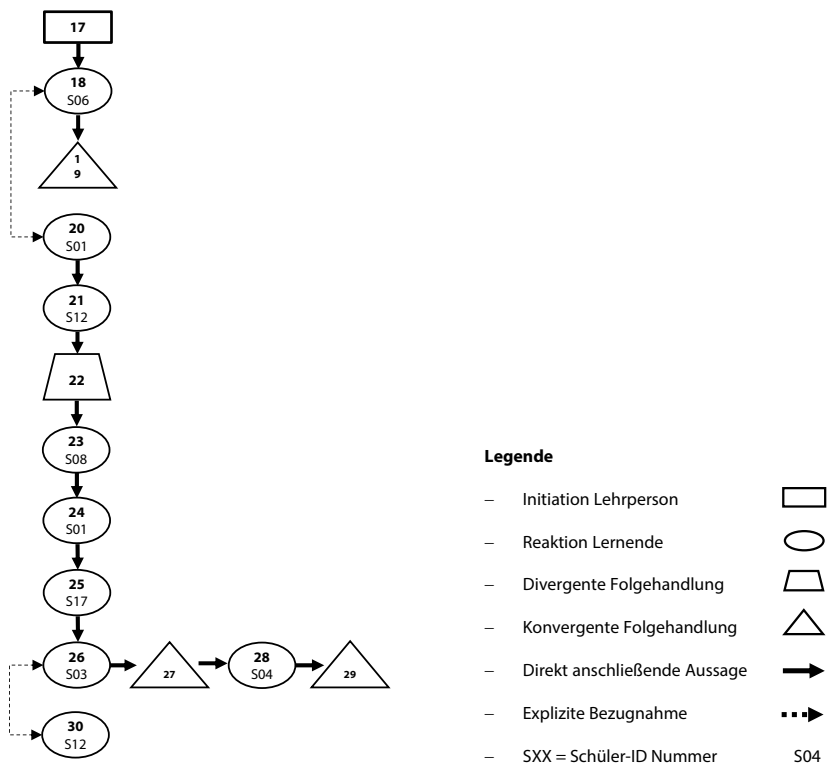 17
18
S06
1
9
20
S01
21
S12
22
23
S08
24
S01
25
S17
26
S03
27
28
S04
29
30
S12
Legende
– Initiation Lehrperson
– Reaktion Lernende
– Divergente Folgehandlung
– Konvergente Folgehandlung
– Direkt anschließende Aussage
– Explizite Bezugnahme
– SXX = Schüler-ID Nummer S04